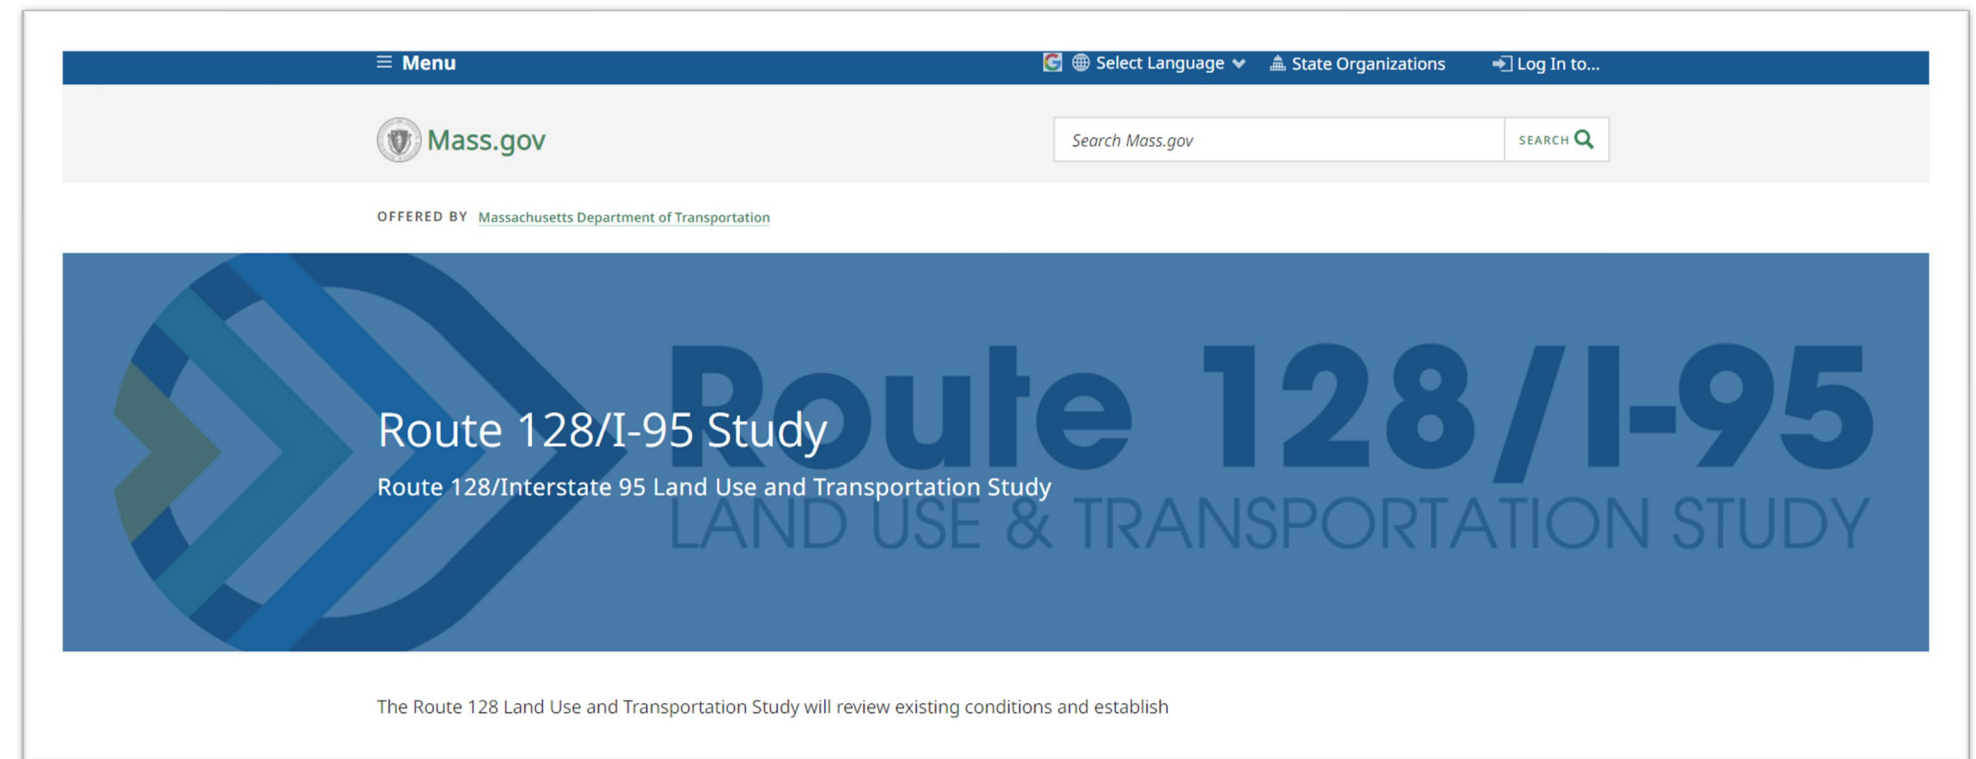 Menu
Select Language
State Organizations
Log In to...
Mass.gov
Search Mass.gov
SEARCH
OFFERED BY Massachusetts Department of Transportation
Route 128/I-95
LAND USE & TRANSPORTATION STUDY
Route 128/I-95 Study
Route 128/Interstate 95 Land Use and Transportation Study
The Route 128 Land Use and Transportation Study will review existing conditions and establish